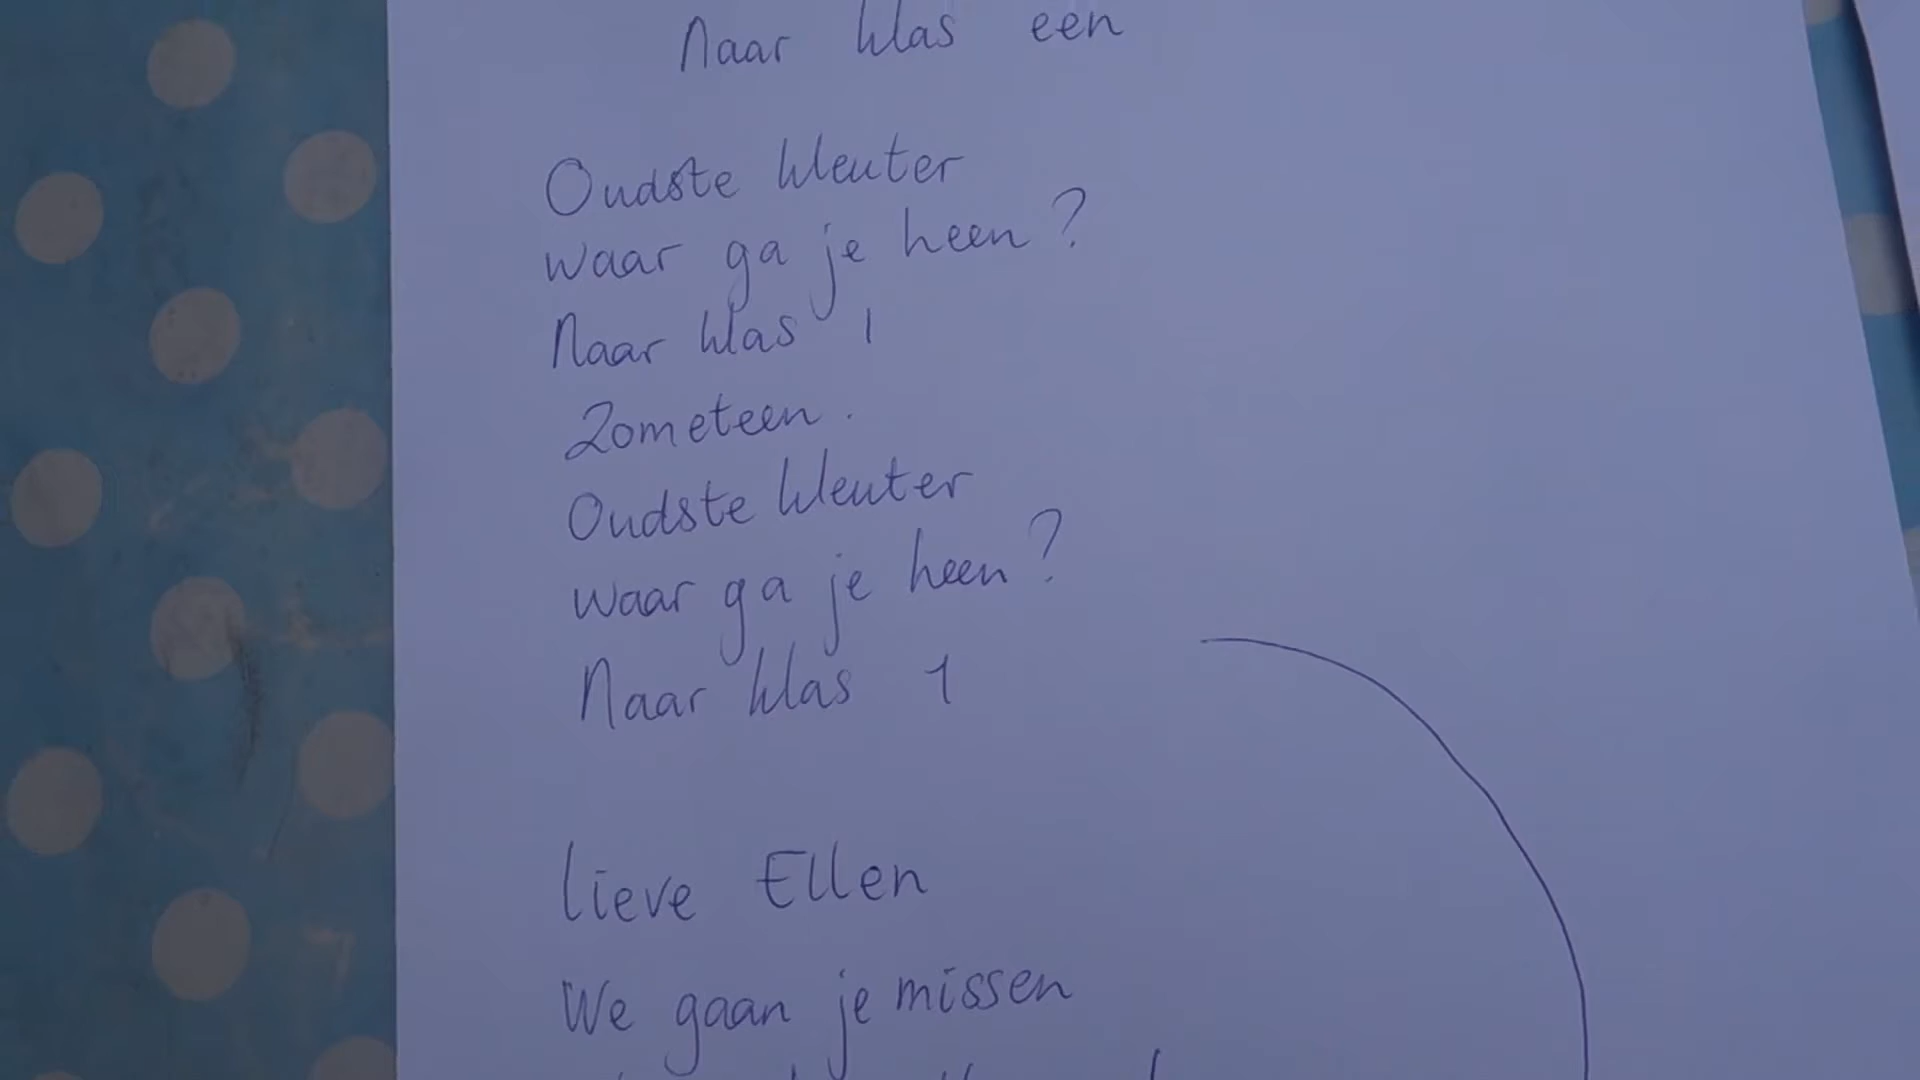 Naar klas een
Oudste kleuter
waar ga je heen?
Naar klas 1
Zometeen.
Oudste kleuter
waar ga je heen?
Naar klas 1
lieve Ellen
We gaan je missen